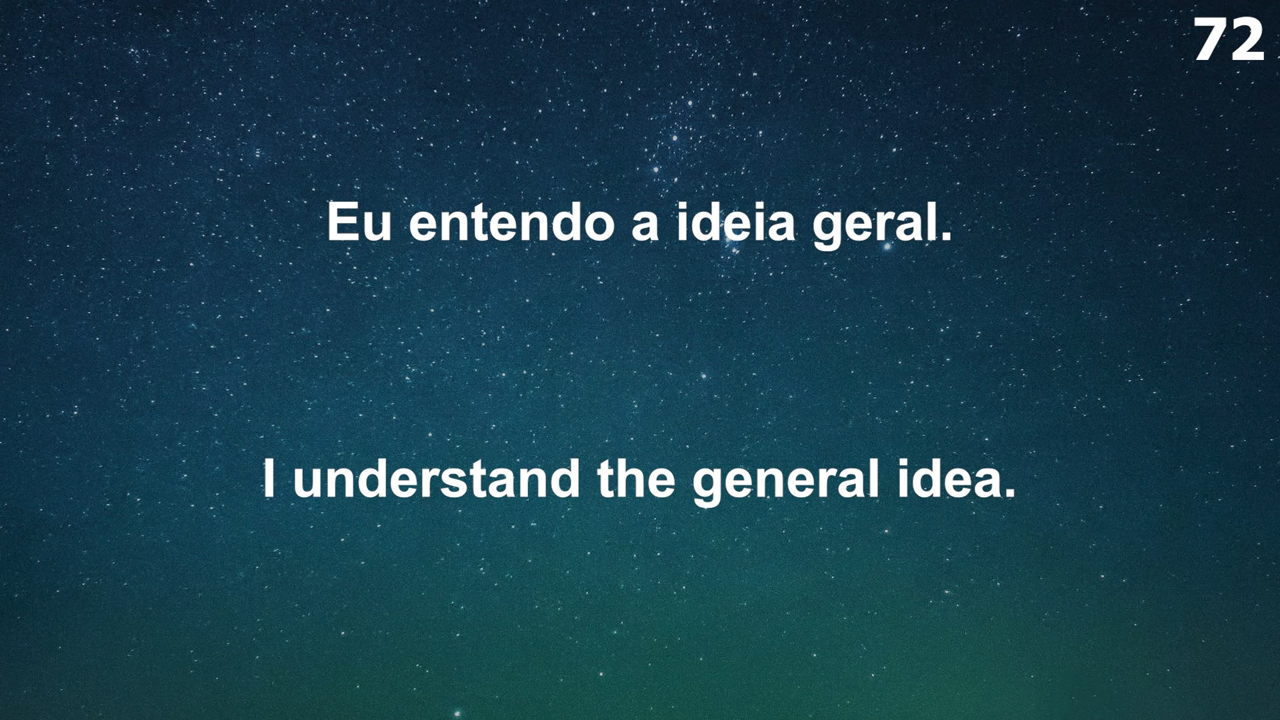 72
Eu entendo a ideia geral.
I understand the general idea.